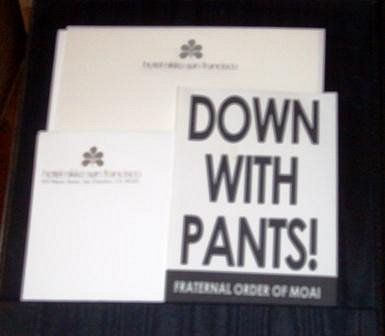 hotel nikko san francisco
hotel nikko san francisco
DOWN
WITH
PANTS!
FRATERNAL ORDER OF MOAI